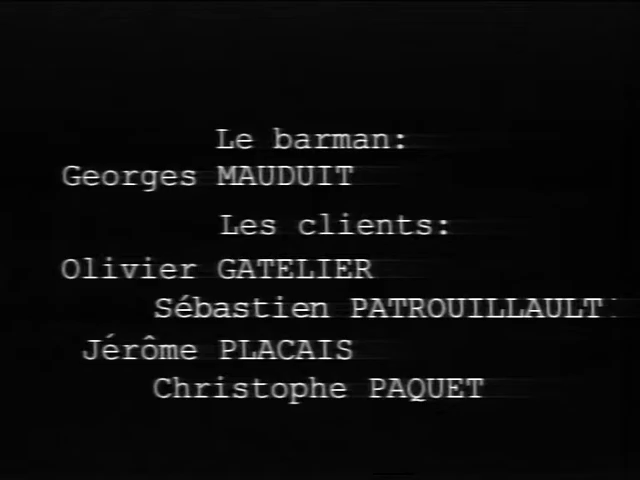 Le barman:
Georges MAUDUIT
Les clients:
Olivier GATELIER
Sébastien PATROUILLAULT
Jérôme PLACAIS
Christophe PAQUET